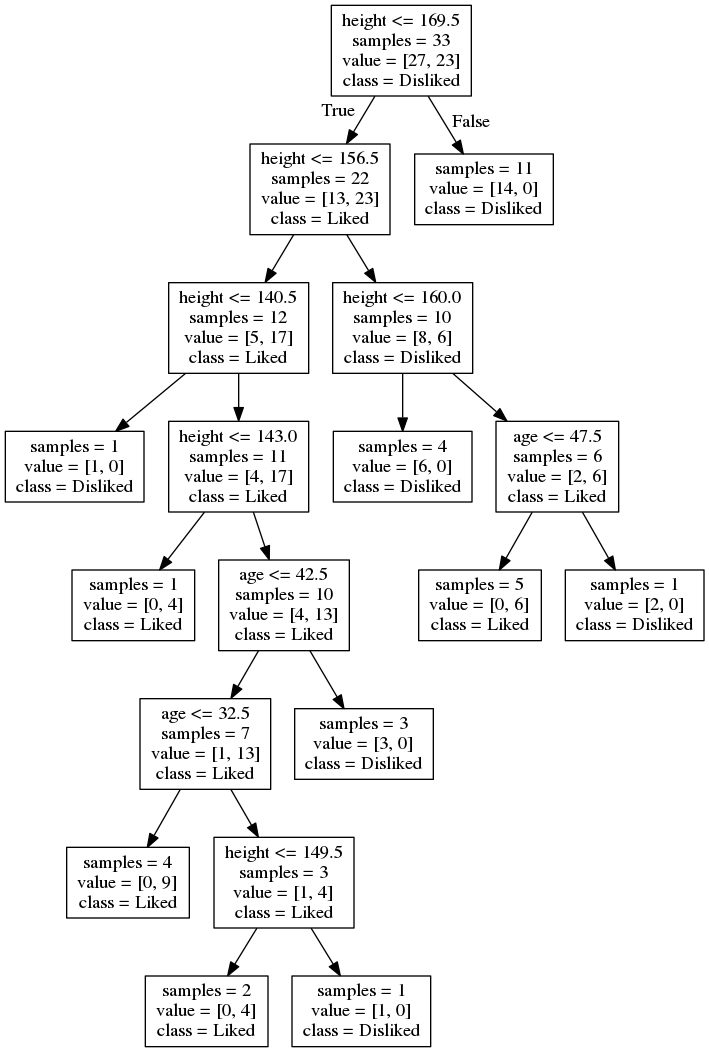 height <= 169.5
samples = 33
value = [27, 23]
class = Disliked
True
False
height <= 156.5
samples = 22
value = [13, 23]
class = Liked
samples = 11
value = [14, 0]
class = Disliked
height <= 140.5
samples = 12
value = [5, 17]
class = Liked
height <= 160.0
samples = 10
value = [8, 6]
class = Disliked
samples = 1
value = [1, 0]
class = Disliked
height <= 143.0
samples = 11
value = [4, 17]
class = Liked
samples = 4
value = [6, 0]
class = Disliked
age <= 47.5
samples = 6
value = [2, 6]
class = Liked
samples = 1
value = [0, 4]
class = Liked
age <= 42.5
samples = 10
value = [4, 13]
class = Liked
samples = 5
value = [0, 6]
class = Liked
samples = 1
value = [2, 0]
class = Disliked
age <= 32.5
samples = 7
value = [1, 13]
class = Liked
samples = 3
value = [3, 0]
class = Disliked
samples = 4
value = [0, 9]
class = Liked
height <= 149.5
samples = 3
value = [1, 4]
class = Liked
samples = 2
value = [0, 4]
class = Liked
samples = 1
value = [1, 0]
class = Disliked